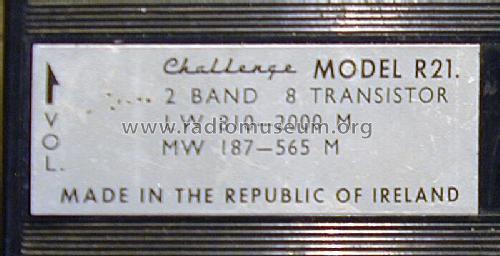 Challenge MODEL R21.
2 BAND 8 TRANSISTOR
LW 810-2000 M
www.radiomuseum.org
MW 187-565 M
VOL.
MADE IN THE REPUBLIC OF IRELAND